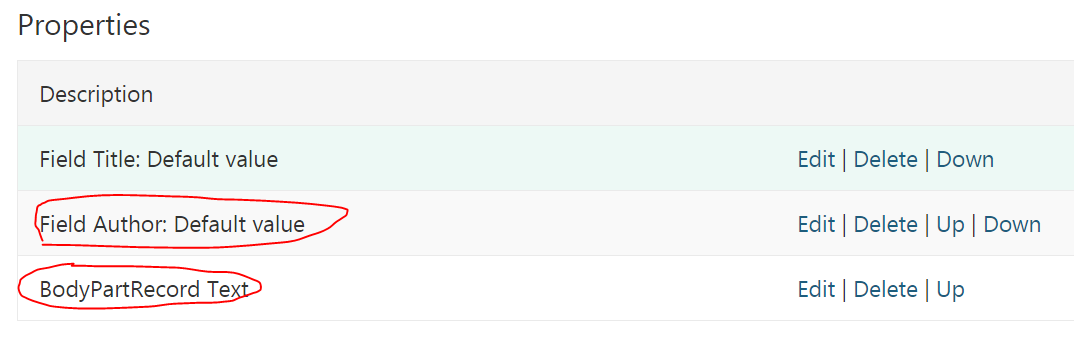 Properties
Description
Field Title: Default value Edit | Delete | Down
Field Author: Default value Edit | Delete | Up | Down
BodyPartRecord Text Edit | Delete | Up